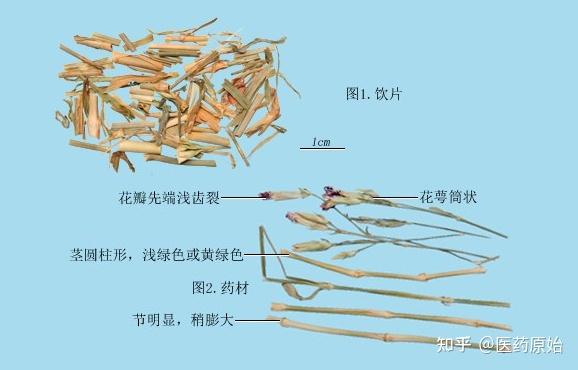 图1.饮片
1cm
花瓣先端浅齿裂
花萼筒状
茎圆柱形，浅绿色或黄绿色
图2.药材
节明显，稍膨大
知乎 @医药原始